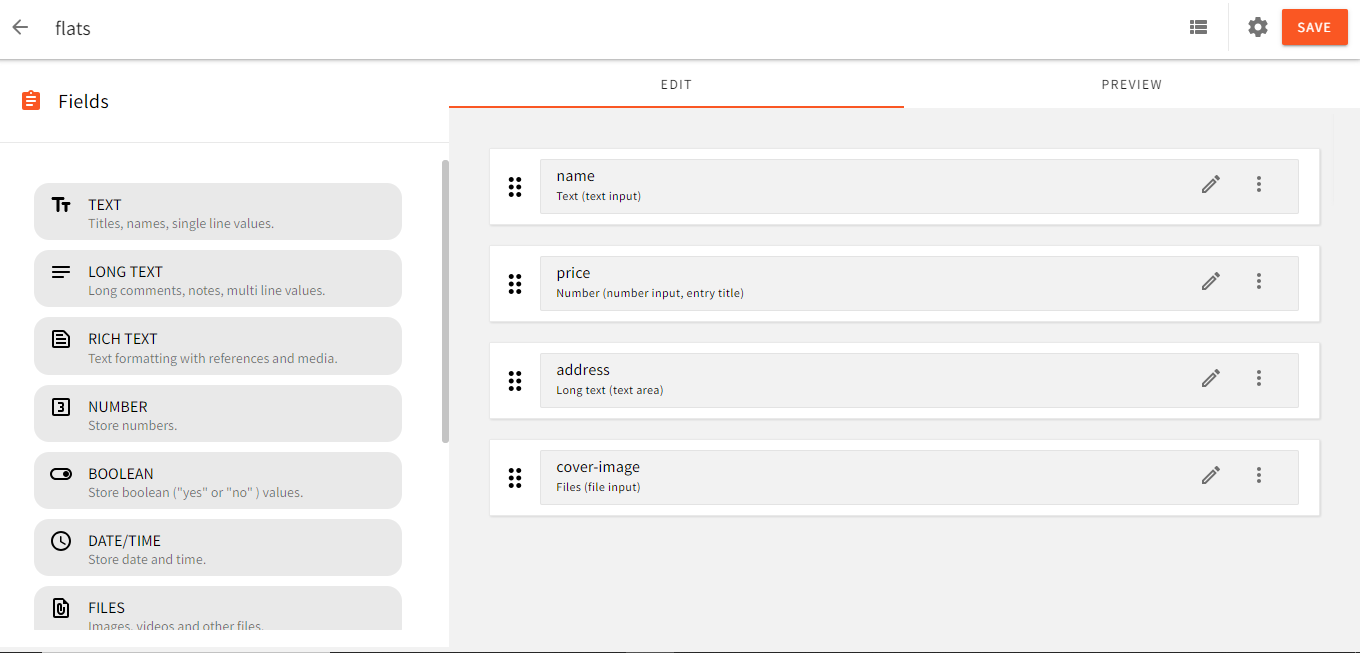 flats
SAVE
Fields
EDIT
PREVIEW
TEXT
Titles, names, single line values.
LONG TEXT
Long comments, notes, multi line values.
RICH TEXT
Text formatting with references and media.
NUMBER
Store numbers.
BOOLEAN
Store boolean ("yes" or "no" ) values.
DATE/TIME
Store date and time.
FILES
Images, videos and other files.
name
Text (text input)
price
Number (number input, entry title)
address
Long text (text area)
cover-image
Files (file input)